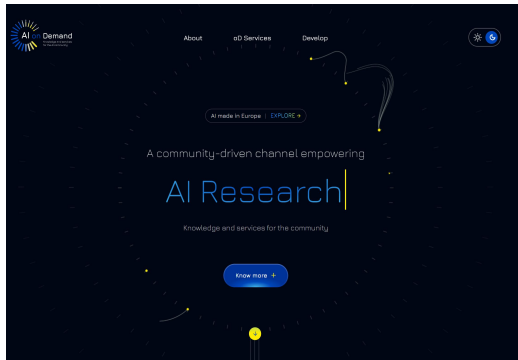 AI on Demand
About oD Services Develop
AI made in Europe | EXPLORE →
A community-driven channel empowering
AI Research
Knowledge and services for the community
Know more +